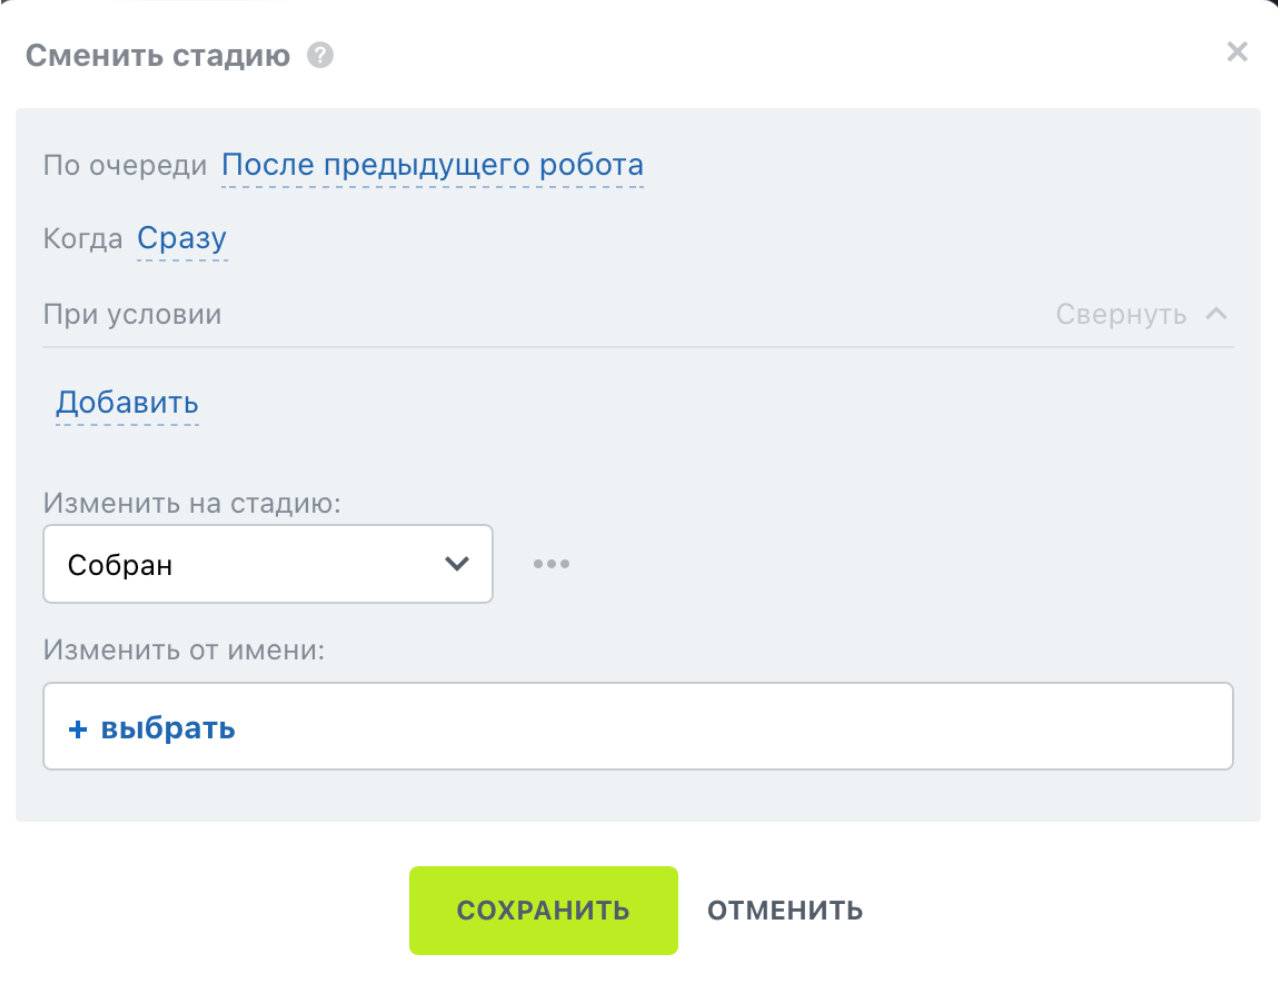 Сменить стадию ?
По очереди После предыдущего робота
Когда Сразу
При условии Свернуть
Добавить
Изменить на стадию:
Собран
Изменить от имени:
+ выбрать
СОХРАНИТЬ ОТМЕНИТЬ